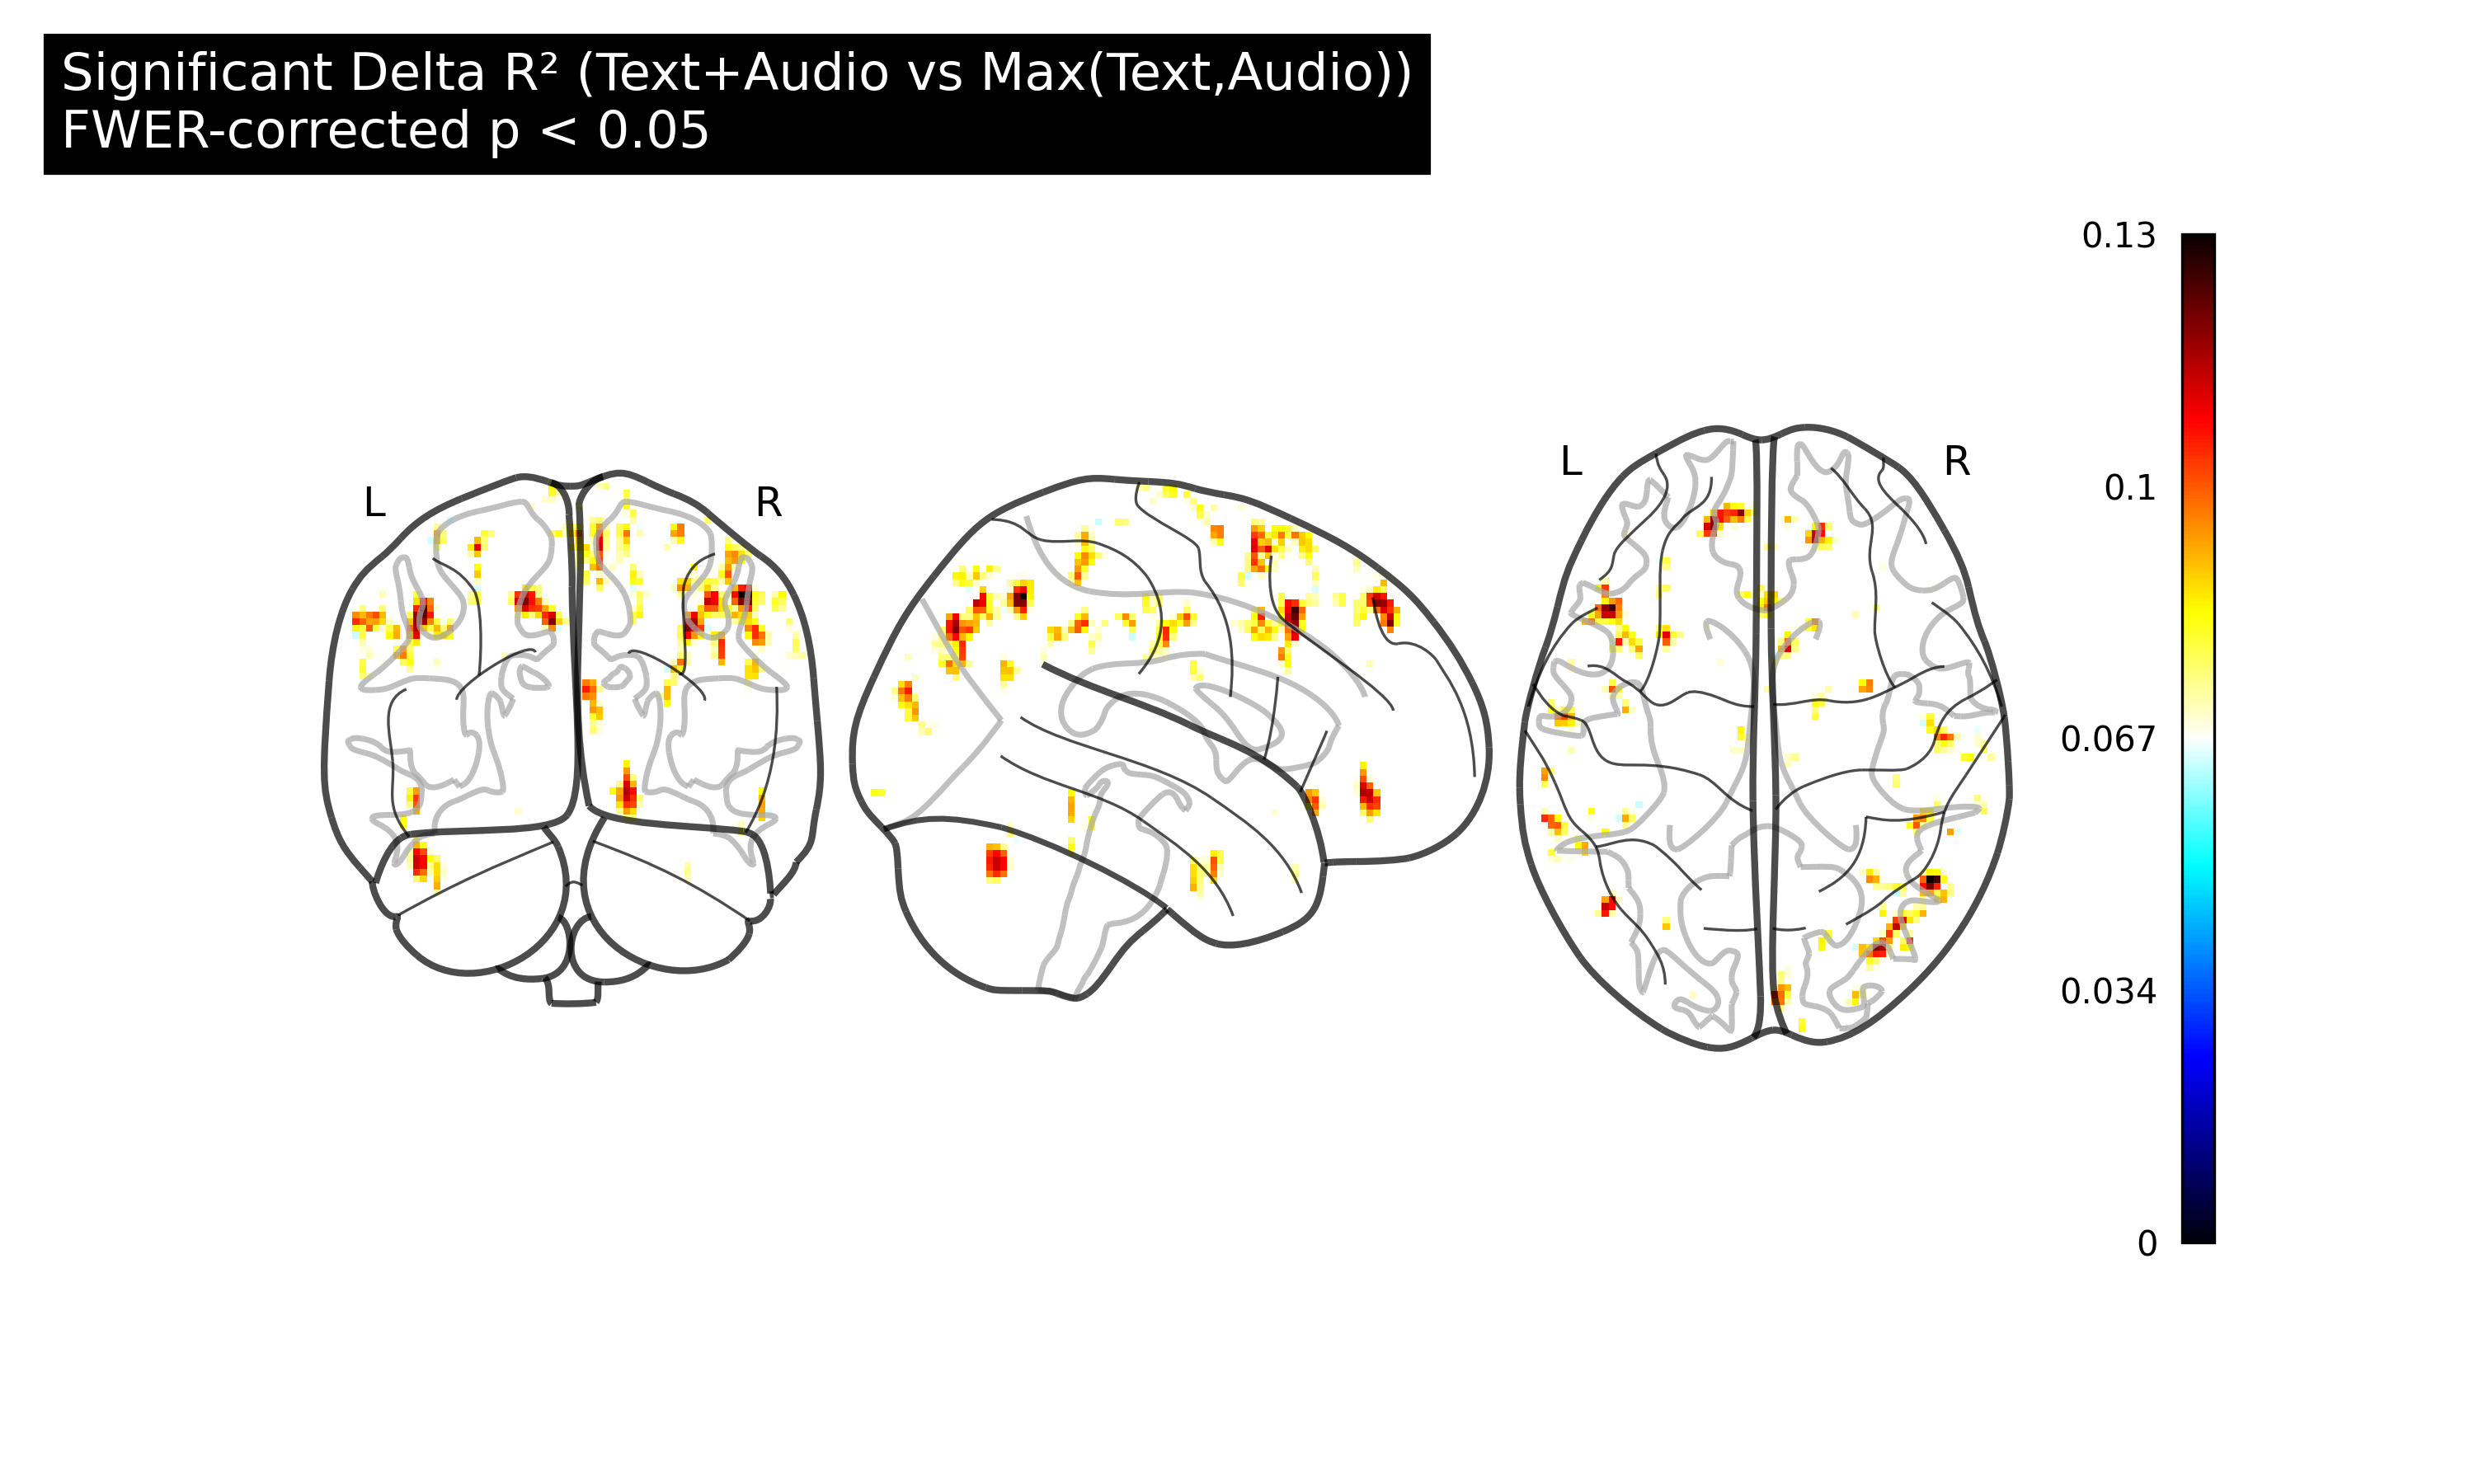 Significant Delta R² (Text+Audio vs Max(Text,Audio))
FWER-corrected p < 0.05
L
R
L
R
0.13
0.1
0.067
0.034
0